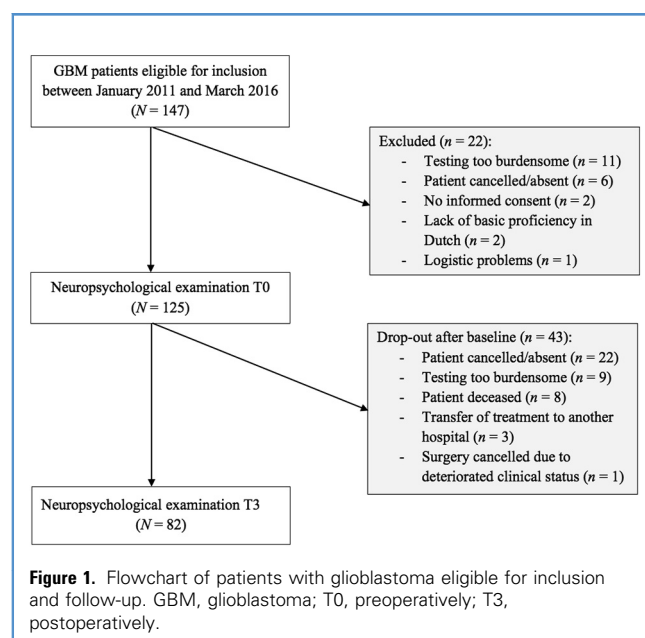 GBM patients eligible for inclusion
between January 2011 and March 2016
(N = 147)
Excluded (n = 22):
- Testing too burdensome (n = 11)
- Patient cancelled/absent (n = 6)
- No informed consent (n = 2)
- Lack of basic proficiency in
Dutch (n = 2)
- Logistic problems (n = 1)
Neuropsychological examination T0
(N = 125)
Drop-out after baseline (n = 43):
- Patient cancelled/absent (n = 22)
- Testing too burdensome (n = 9)
- Patient deceased (n = 8)
- Transfer of treatment to another
hospital (n = 3)
- Surgery cancelled due to
deteriorated clinical status (n = 1)
Neuropsychological examination T3
(N = 82)
Figure 1. Flowchart of patients with glioblastoma eligible for inclusion
and follow-up. GBM, glioblastoma; T0, preoperatively; T3,
postoperatively.